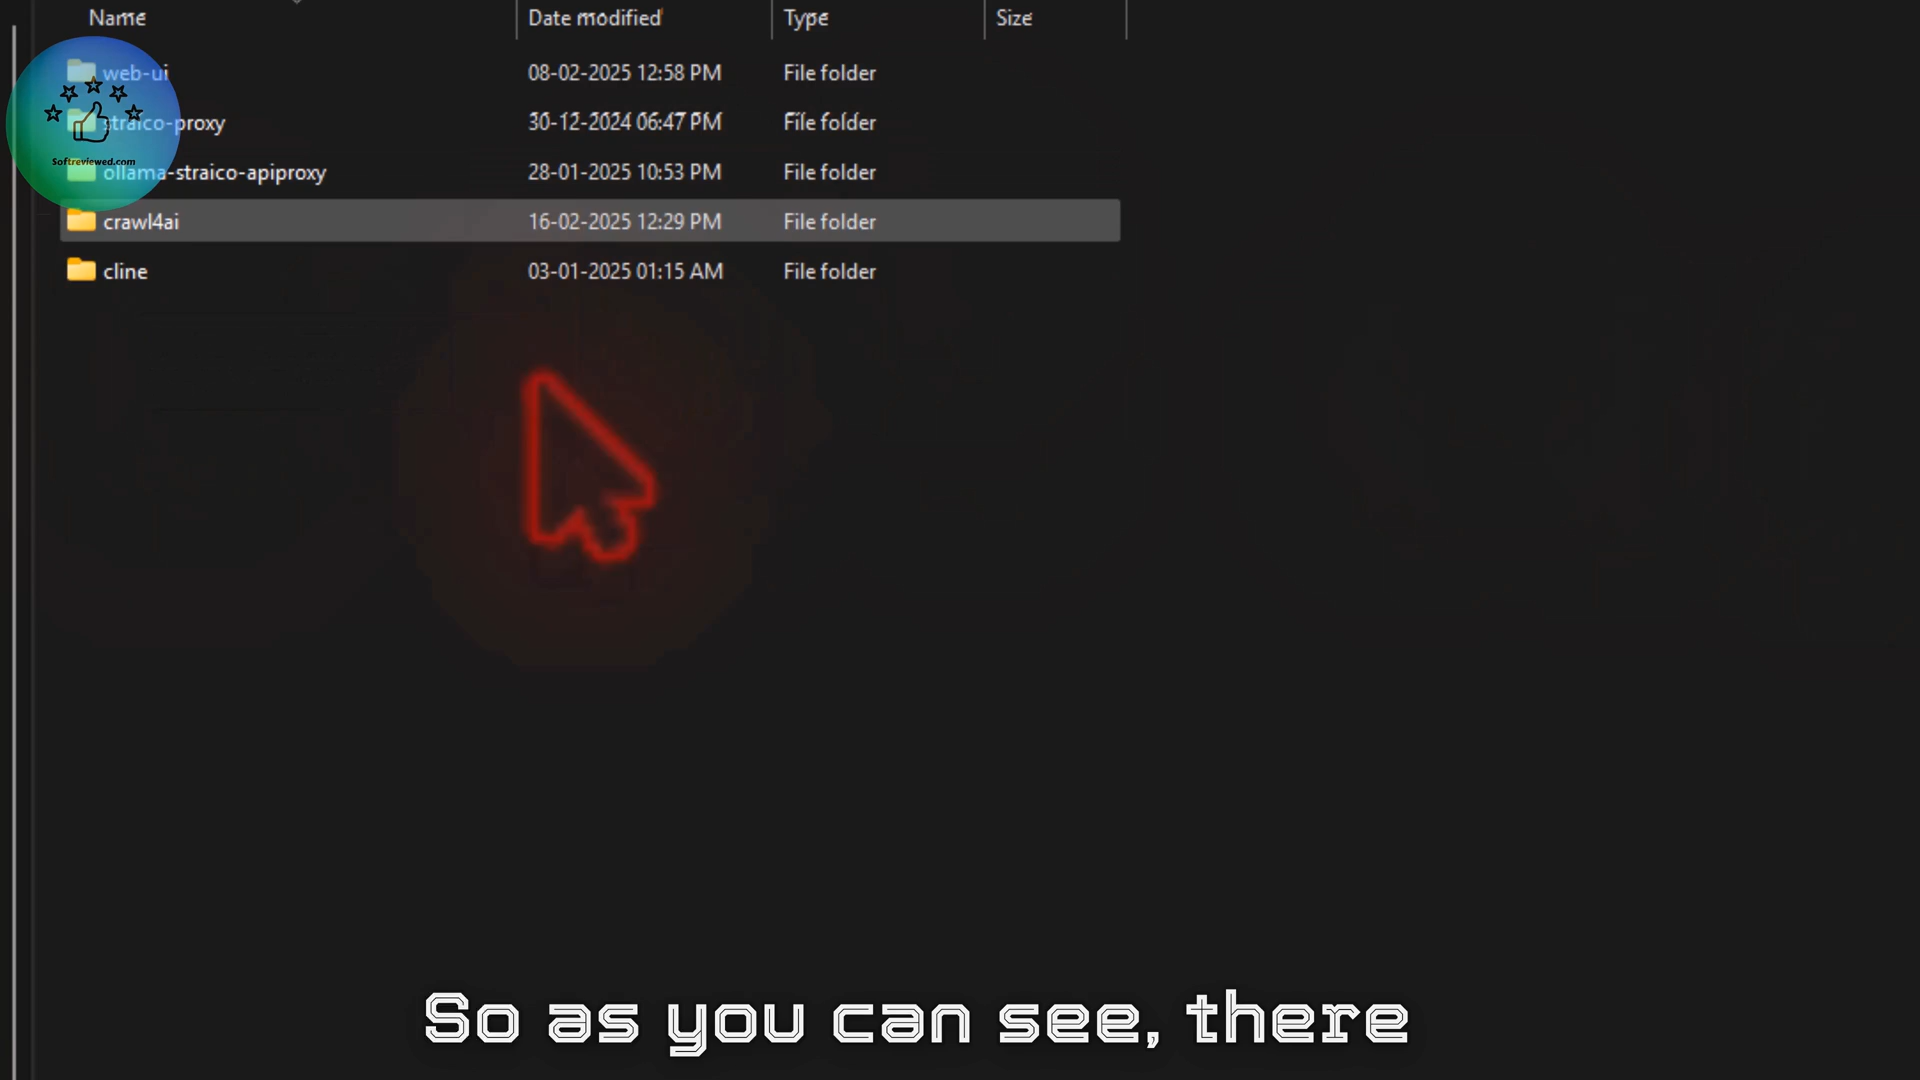 Name Date modified Type Size
web-ui 08-02-2025 12:58 PM File folder
straico-proxy 30-12-2024 06:47 PM File folder
ollama-straico-apiproxy 28-01-2025 10:53 PM File folder
crawl4ai 16-02-2025 12:29 PM File folder
cline 03-01-2025 01:15 AM File folder
Softreviewed.com
So as you can see, there